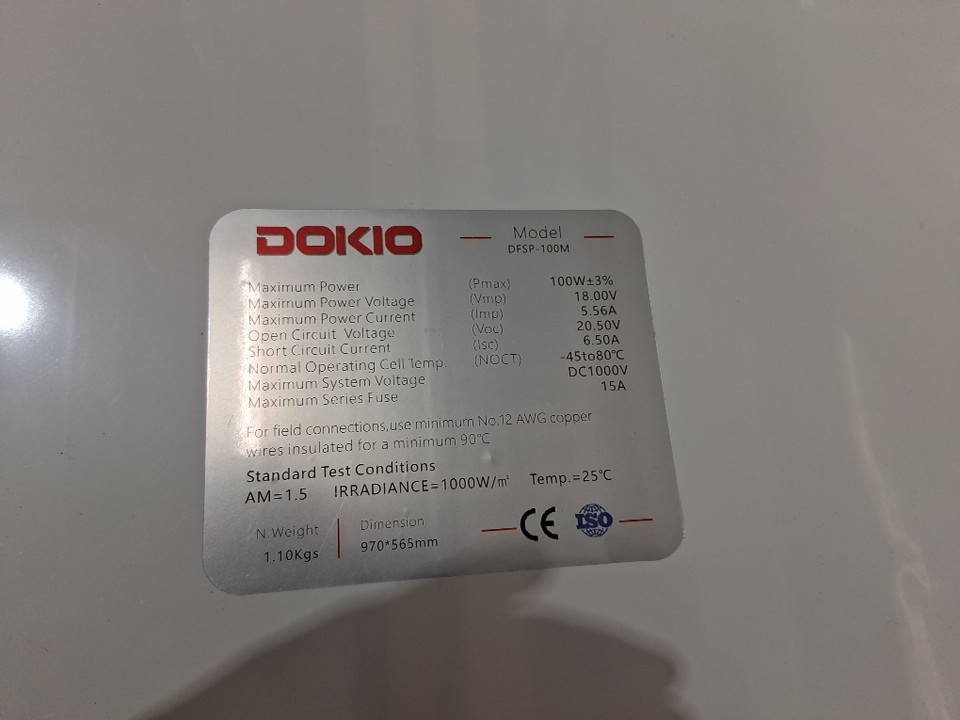 DOKIO
Model
DFSP-100M
Maximum Power (Pmax) 100W±3%
Maximum Power Voltage (Vmp) 18.00V
Maximum Power Current (Imp) 5.56A
Open Circuit Voltage (Voc) 20.50V
Short Circuit Current (Isc) 6.50A
Normal Operating Cell Temp. (NOCT) -45to80℃
Maximum System Voltage DC1000V
Maximum Series Fuse 15A
For field connections,use minimum No.12 AWG copper
wires insulated for a minimum 90℃
Standard Test Conditions
AM=1.5 IRRADIANCE=1000W/㎡ Temp.=25℃
N.Weight
1.10Kgs
Dimension
970*565mm
CE ISO